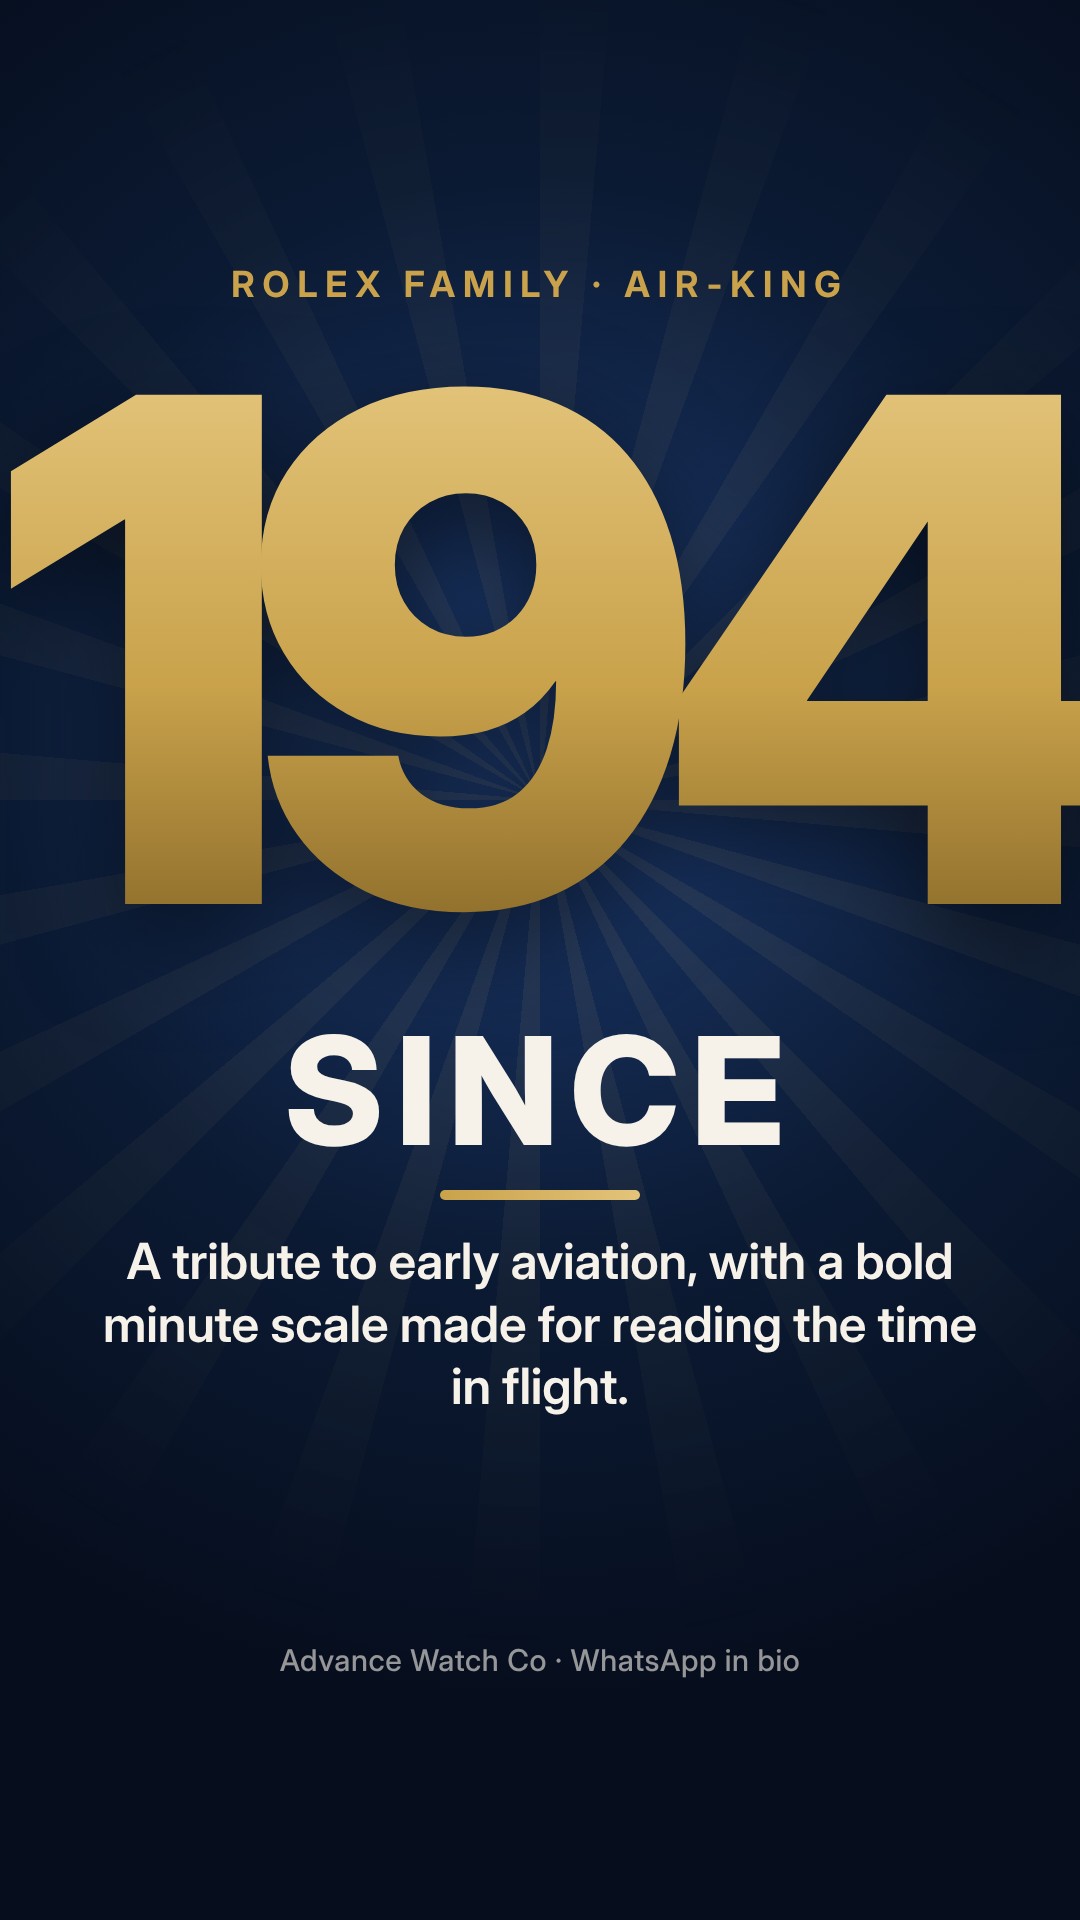 ROLEX FAMILY · AIR-KING
194
SINCE
A tribute to early aviation, with a bold
minute scale made for reading the time
in flight.
Advance Watch Co · WhatsApp in bio